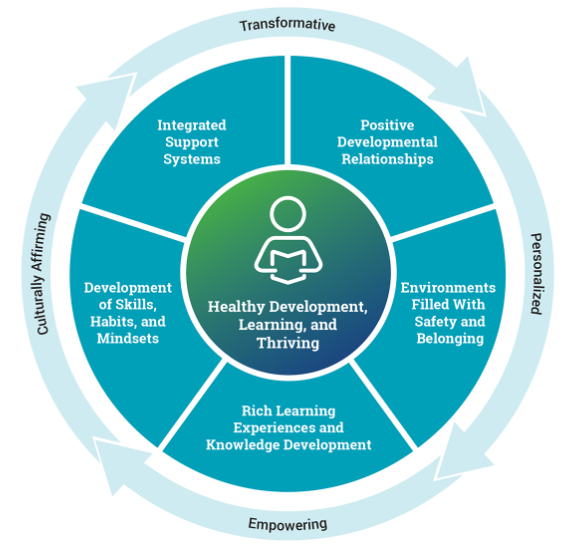 Transformative
Integrated
Support
Systems
Positive
Developmental
Relationships
Culturally Affirming
Personalized
Development
of Skills,
Habits, and
Mindsets
Healthy Development,
Learning, and
Thriving
Environments
Filled With
Safety and
Belonging
Rich Learning
Experiences and
Knowledge Development
Empowering